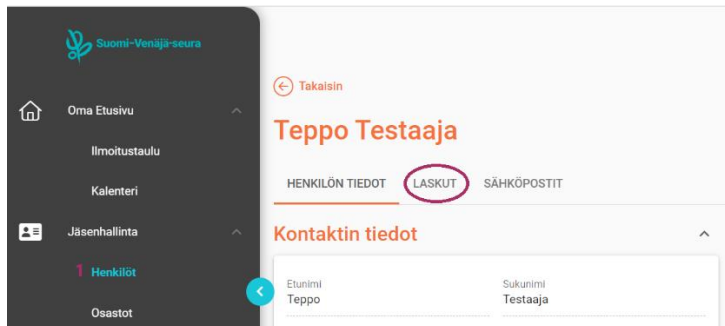 Suomi-Venäjä-seura
Oma Etusivu
Ilmoitustaulu
Kalenteri
Jäsenhallinta
1 Henkilöt
Osastot
Takaisin
Teppo Testaaja
HENKILÖN TIEDOT LASKUT SÄHKÖPOSTIT
Kontaktin tiedot
Etunimi Sukunimi
Teppo Testaaja